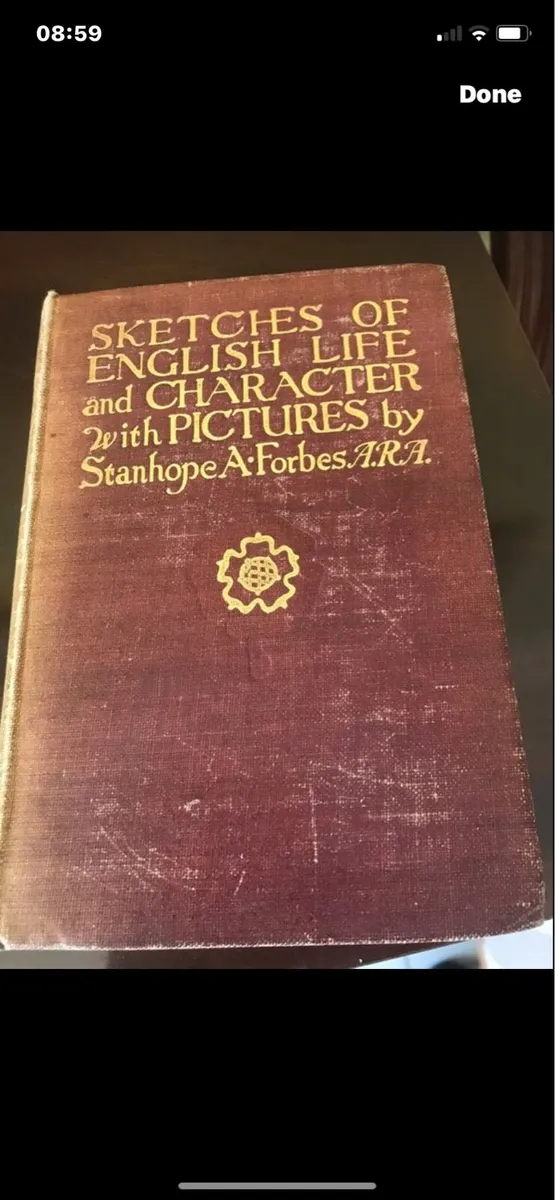 08:59
Done
SKETCHES OF
ENGLISH LIFE
and CHARACTER
with PICTURES by
Stanhope A·Forbes A.R.A.